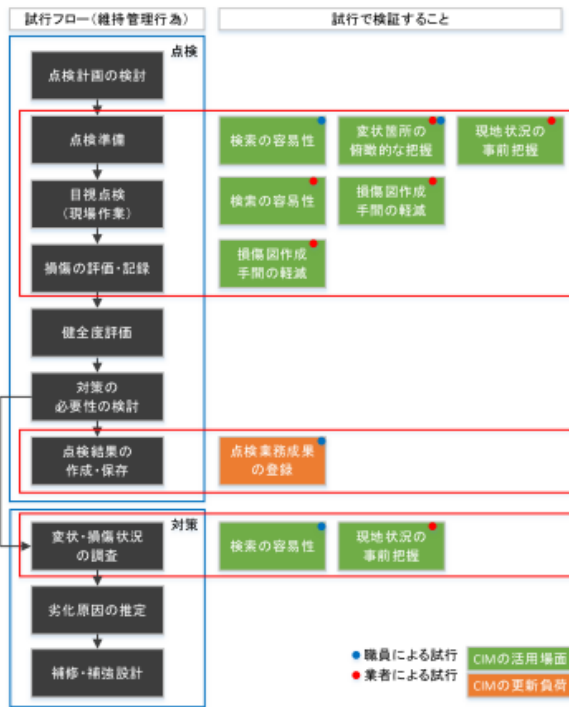 試行フロー(維持管理行為)
試行で検証すること
点検
点検計画の検討
点検準備
検索の容易性
変状箇所の
俯瞰的な把握
現地状況の
事前把握
目視点検
(現場作業)
検索の容易性
損傷図作成
手間の軽減
損傷の評価・記録
損傷図作成
手間の軽減
健全度評価
対策の
必要性の検討
点検結果の
作成・保存
点検業務成果
の登録
対策
変状・損傷状況
の調査
検索の容易性
現地状況の
事前把握
劣化原因の推定
補修・補強設計
職員による試行
業者による試行
CIMの活用場面
CIMの更新負荷